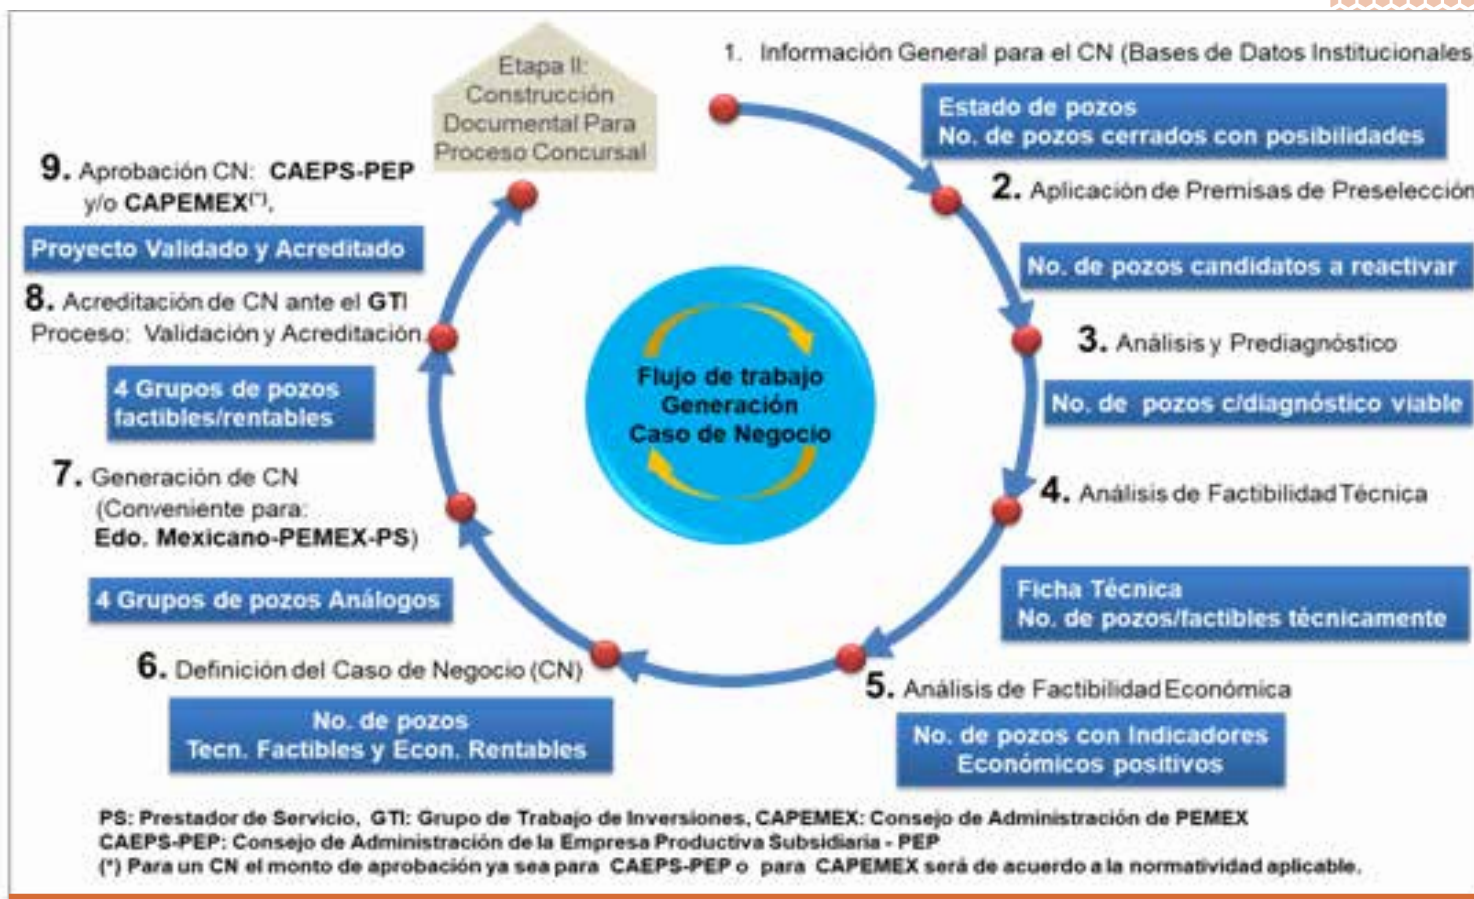 1. Información General para el CN (Bases de Datos Institucionales
Estado de pozos
No. de pozos cerrados con posibilidades
2. Aplicación de Premisas de Preselección
No. de pozos candidatos a reactivar
3. Análisis y Prediagnóstico
No. de pozos c/diagnóstico viable
4. Análisis de Factibilidad Técnica
Ficha Técnica
No. de pozos/factibles técnicamente
5. Análisis de Factibilidad Económica
No. de pozos con Indicadores
Económicos positivos
6. Definición del Caso de Negocio (CN)
No. de pozos
Tecn. Factibles y Econ. Rentables
7. Generación de CN
(Conveniente para:
Edo. Mexicano-PEMEX-PS)
4 Grupos de pozos Análogos
8. Acreditación de CN ante el GTI
Proceso: Validación y Acreditación
4 Grupos de pozos
factibles/rentables
9. Aprobación CN: CAEPS-PEP
y/o CAPEMEX(*),
Proyecto Validado y Acreditado
Etapa II:
Construcción
Documental Para
Proceso Concursal
Flujo de trabajo
Generación
Caso de Negocio
PS: Prestador de Servicio, GTI: Grupo de Trabajo de Inversiones, CAPEMEX: Consejo de Administración de PEMEX
CAEPS-PEP: Consejo de Administración de la Empresa Productiva Subsidiaria - PEP
(*) Para un CN el monto de aprobación ya sea para CAEPS-PEP o para CAPEMEX será de acuerdo a la normatividad aplicable.